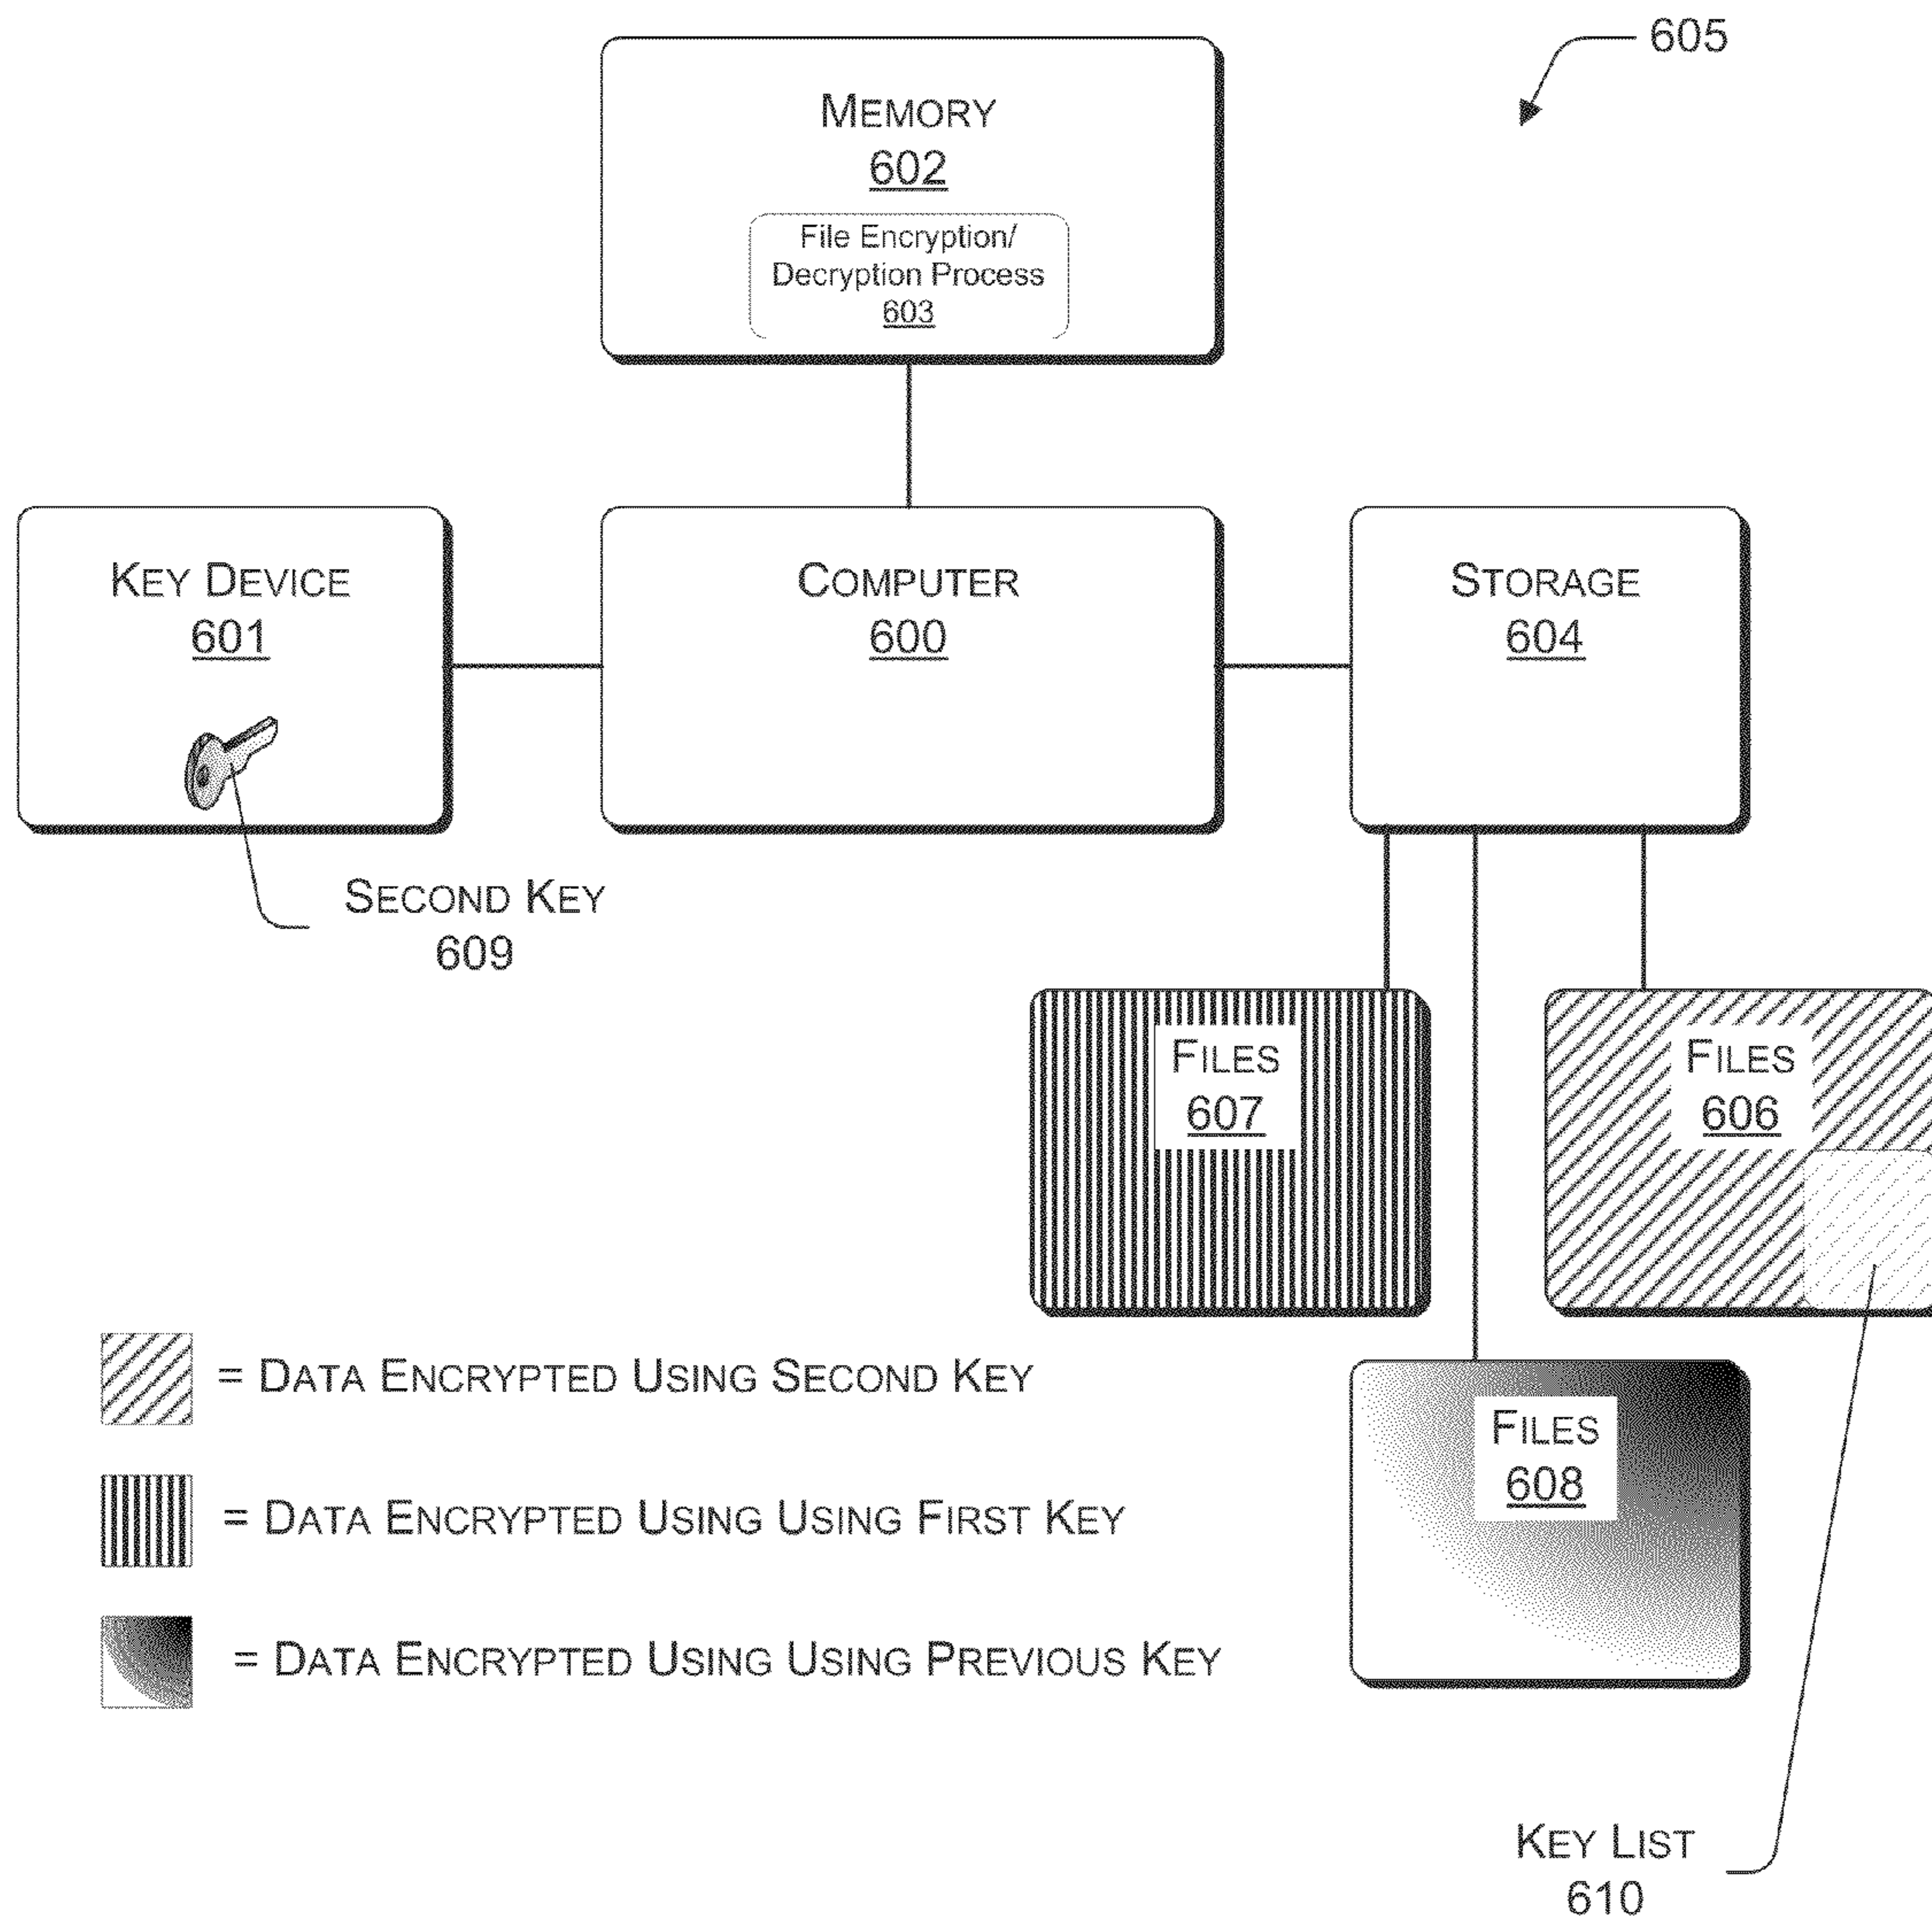 605
MEMORY
602
File Encryption/
Decryption Process
603
KEY DEVICE
601
COMPUTER
600
STORAGE
604
SECOND KEY
609
FILES
607
FILES
606
= DATA ENCRYPTED USING SECOND KEY
FILES
608
= DATA ENCRYPTED USING USING FIRST KEY
= DATA ENCRYPTED USING USING PREVIOUS KEY
KEY LIST
610